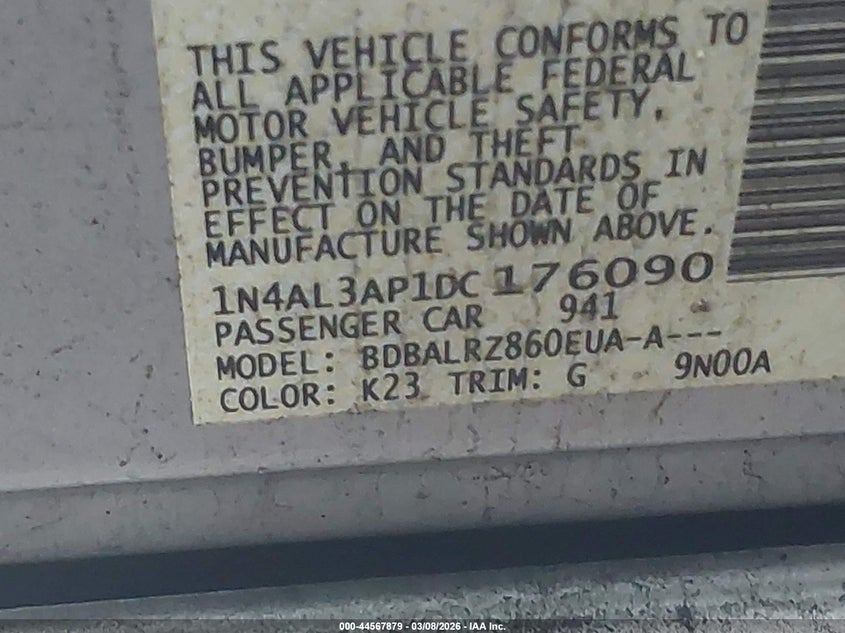 THIS VEHICLE CONFORMS TO
ALL APPLICABLE FEDERAL
MOTOR VEHICLE SAFETY,
BUMPER, AND THEFT
PREVENTION STANDARDS IN
EFFECT ON THE DATE OF
MANUFACTURE SHOWN ABOVE.
1N4AL3AP1DC176090
PASSENGER CAR 941
MODEL: BDBALRZ860EUA-A---
COLOR: K23 TRIM: G 9N00A
000-44567879 - 03/08/2026 - IAA Inc.